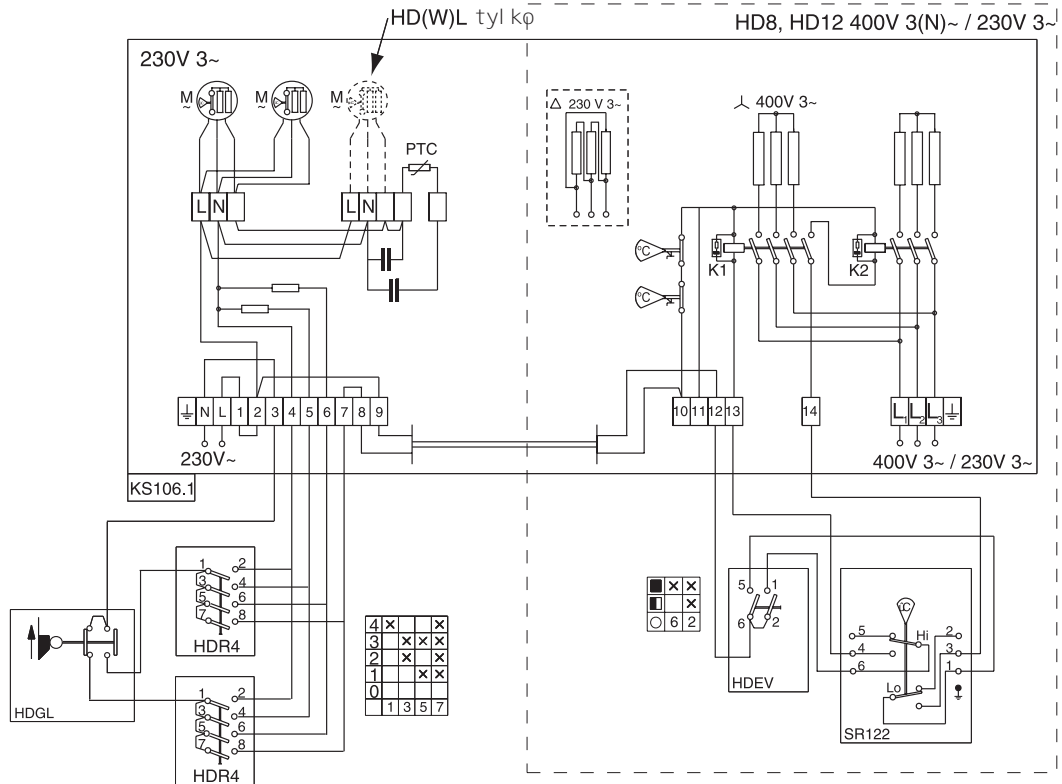 HD(W)L tylko
HD8, HD12 400V 3(N)~ / 230V 3~
230V 3~
M ~ M ~ M ~
PTC
L N L N
△ 230 V 3~
400V 3~
°C
°C
K1 K2
N L 1 2 3 4 5 6 7 8 9
10 11 12 13 14 L1 L2 L3
230V~
400V 3~ / 230V 3~
KS106.1
1 2
3 4
5 6
7 8
HDR4
HDGL
1 2
3 4
5 6
7 8
HDR4
4 × ×
3 × × ×
2 × ×
1 × ×
0
1 3 5 7
× ×
×
6 2
5 1
6 2
HDEV
°C
5 Hi 2
4 3
6 1
Lo
SR122